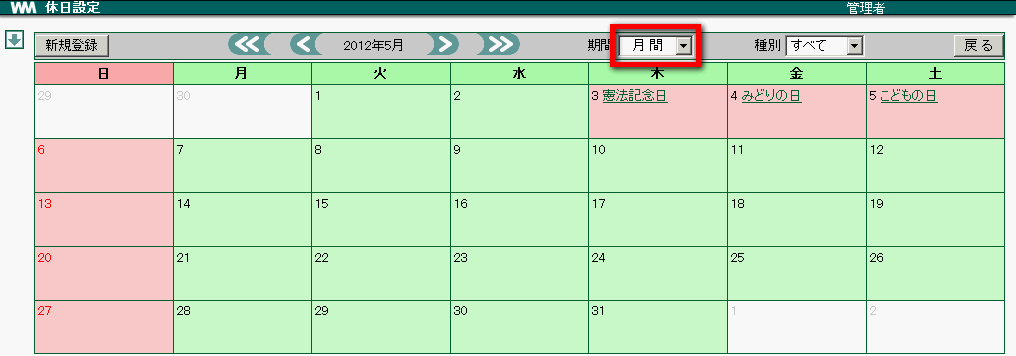 WM 休日設定 管理者
新規登録 2012年5月 期間 月間 種別 すべて 戻る
日 月 火 水 木 金 土
29 30 1 2 3 憲法記念日 4 みどりの日 5 こどもの日
6 7 8 9 10 11 12
13 14 15 16 17 18 19
20 21 22 23 24 25 26
27 28 29 30 31 1 2